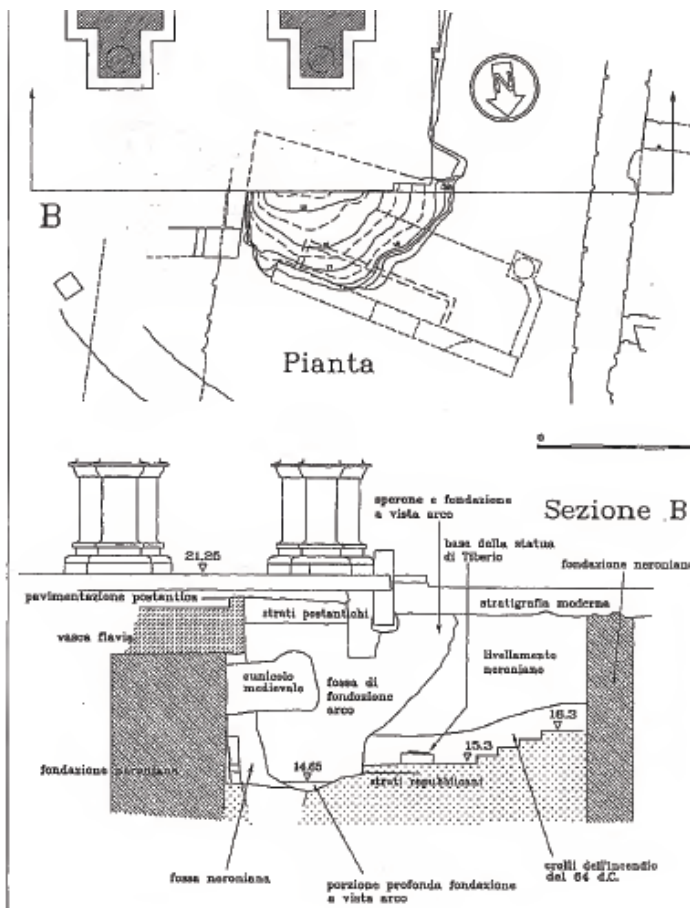 N
B
Pianta
0
sperone e fondazione
a vista arco
Sezione B
base della statua
di Tiberio
fondazione neroniana
21.25
pavimentazione postantica
strati postantichi
stratigrafia moderna
vasca flavia
cunicolo
medievale
fossa di
fondazione
arco
livellamento
neroniano
16.3
15.3
14.65
fondazione neroniana
strati repubblicani
fossa neroniana
porzione profonda fondazione
a vista arco
crolli dell'incendio
del 64 d.C.